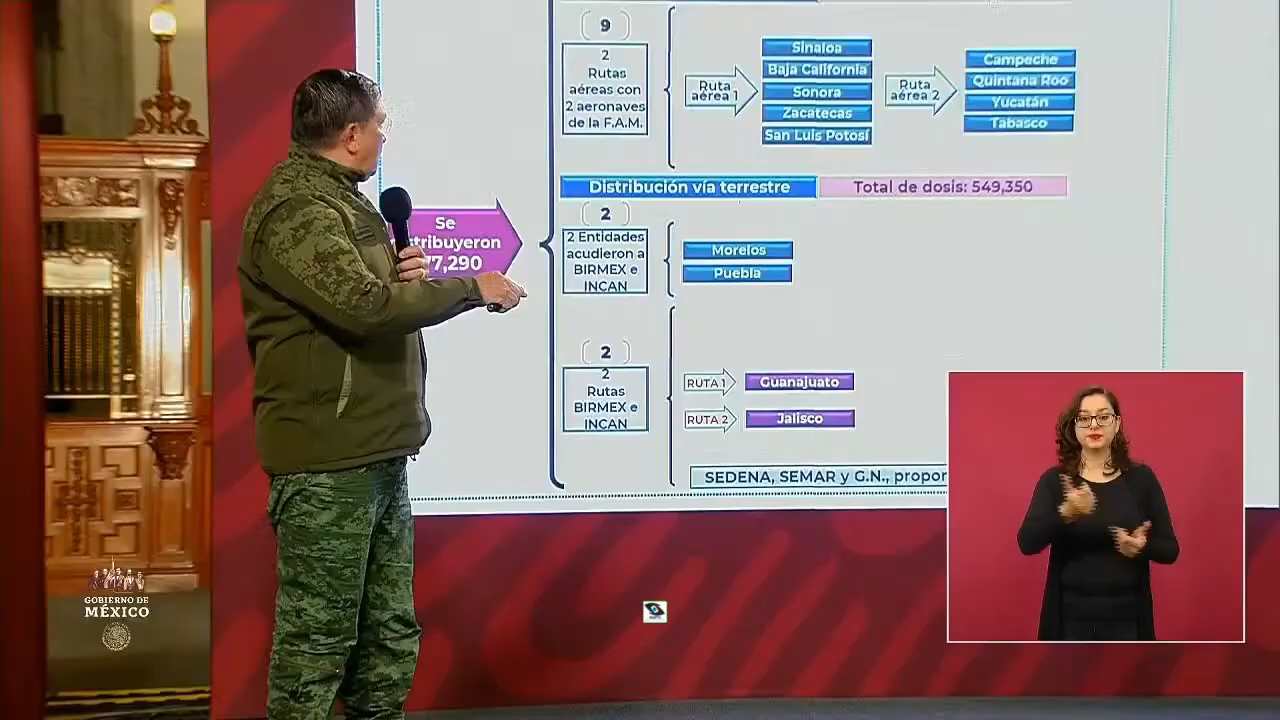 9
2
Rutas
aéreas con
2 aeronaves
de la F.A.M.
Ruta
aérea 1
Sinaloa
Baja California
Sonora
Zacatecas
San Luis Potosí
Ruta
aérea 2
Campeche
Quintana Roo
Yucatán
Tabasco
Distribución vía terrestre
Total de dosis: 549,350
Se
tribuyeron
77,290
2
2 Entidades
acudieron a
BIRMEX e
INCAN
Morelos
Puebla
2
2
Rutas
BIRMEX e
INCAN
RUTA 1
Guanajuato
RUTA 2
Jalisco
SEDENA, SEMAR y G.N., propor
GOBIERNO DE
MÉXICO